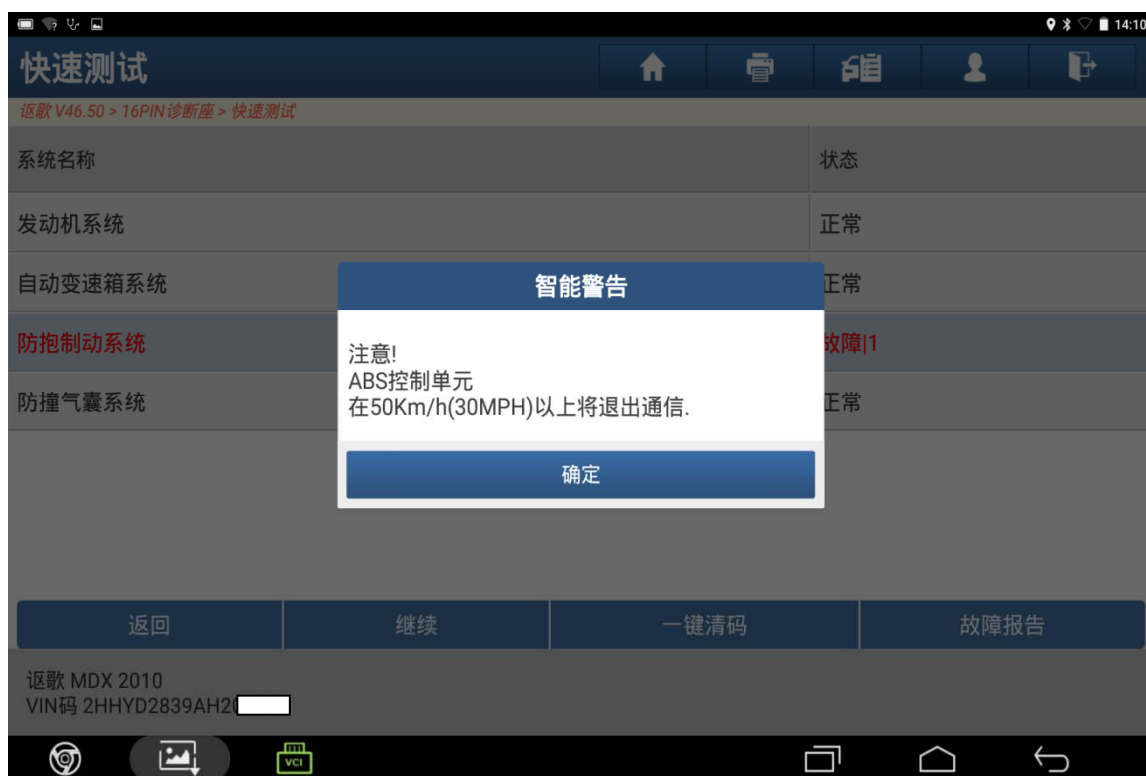 14:10
快速测试
讴歌 V46.50 > 16PIN诊断座 > 快速测试
系统名称 状态
发动机系统 正常
自动变速箱系统 正常
防抱制动系统 故障|1
防撞气囊系统 正常
智能警告
注意!
ABS控制单元
在50Km/h(30MPH)以上将退出通信.
确定
返回 继续 一键清码 故障报告
讴歌 MDX 2010
VIN码 2HHYD2839AH2
VCI